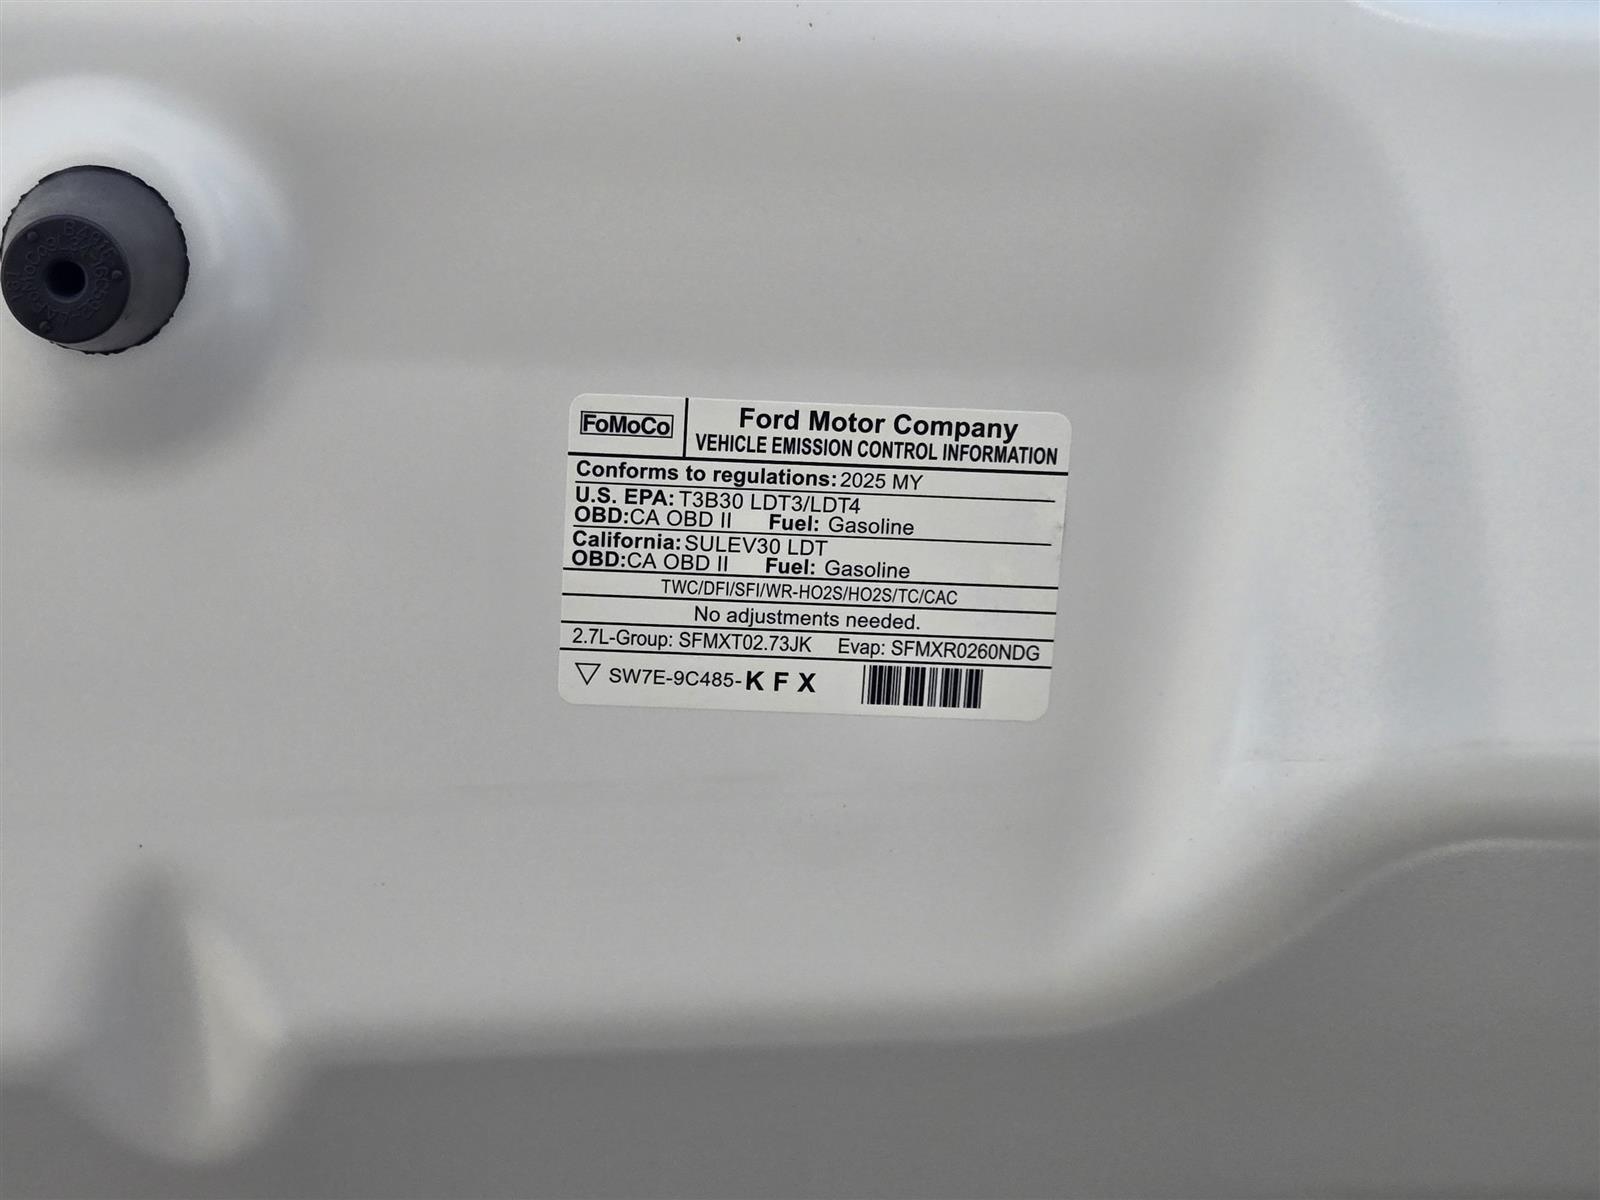 FoMoCo
Ford Motor Company
VEHICLE EMISSION CONTROL INFORMATION
Conforms to regulations: 2025 MY
U.S. EPA: T3B30 LDT3/LDT4
OBD: CA OBD II Fuel: Gasoline
California: SULEV30 LDT
OBD: CA OBD II Fuel: Gasoline
TWC/DFI/SFI/WR-HO2S/HO2S/TC/CAC
No adjustments needed.
2.7L-Group: SFMXT02.73JK Evap: SFMXR0260NDG
SW7E-9C485-K F X